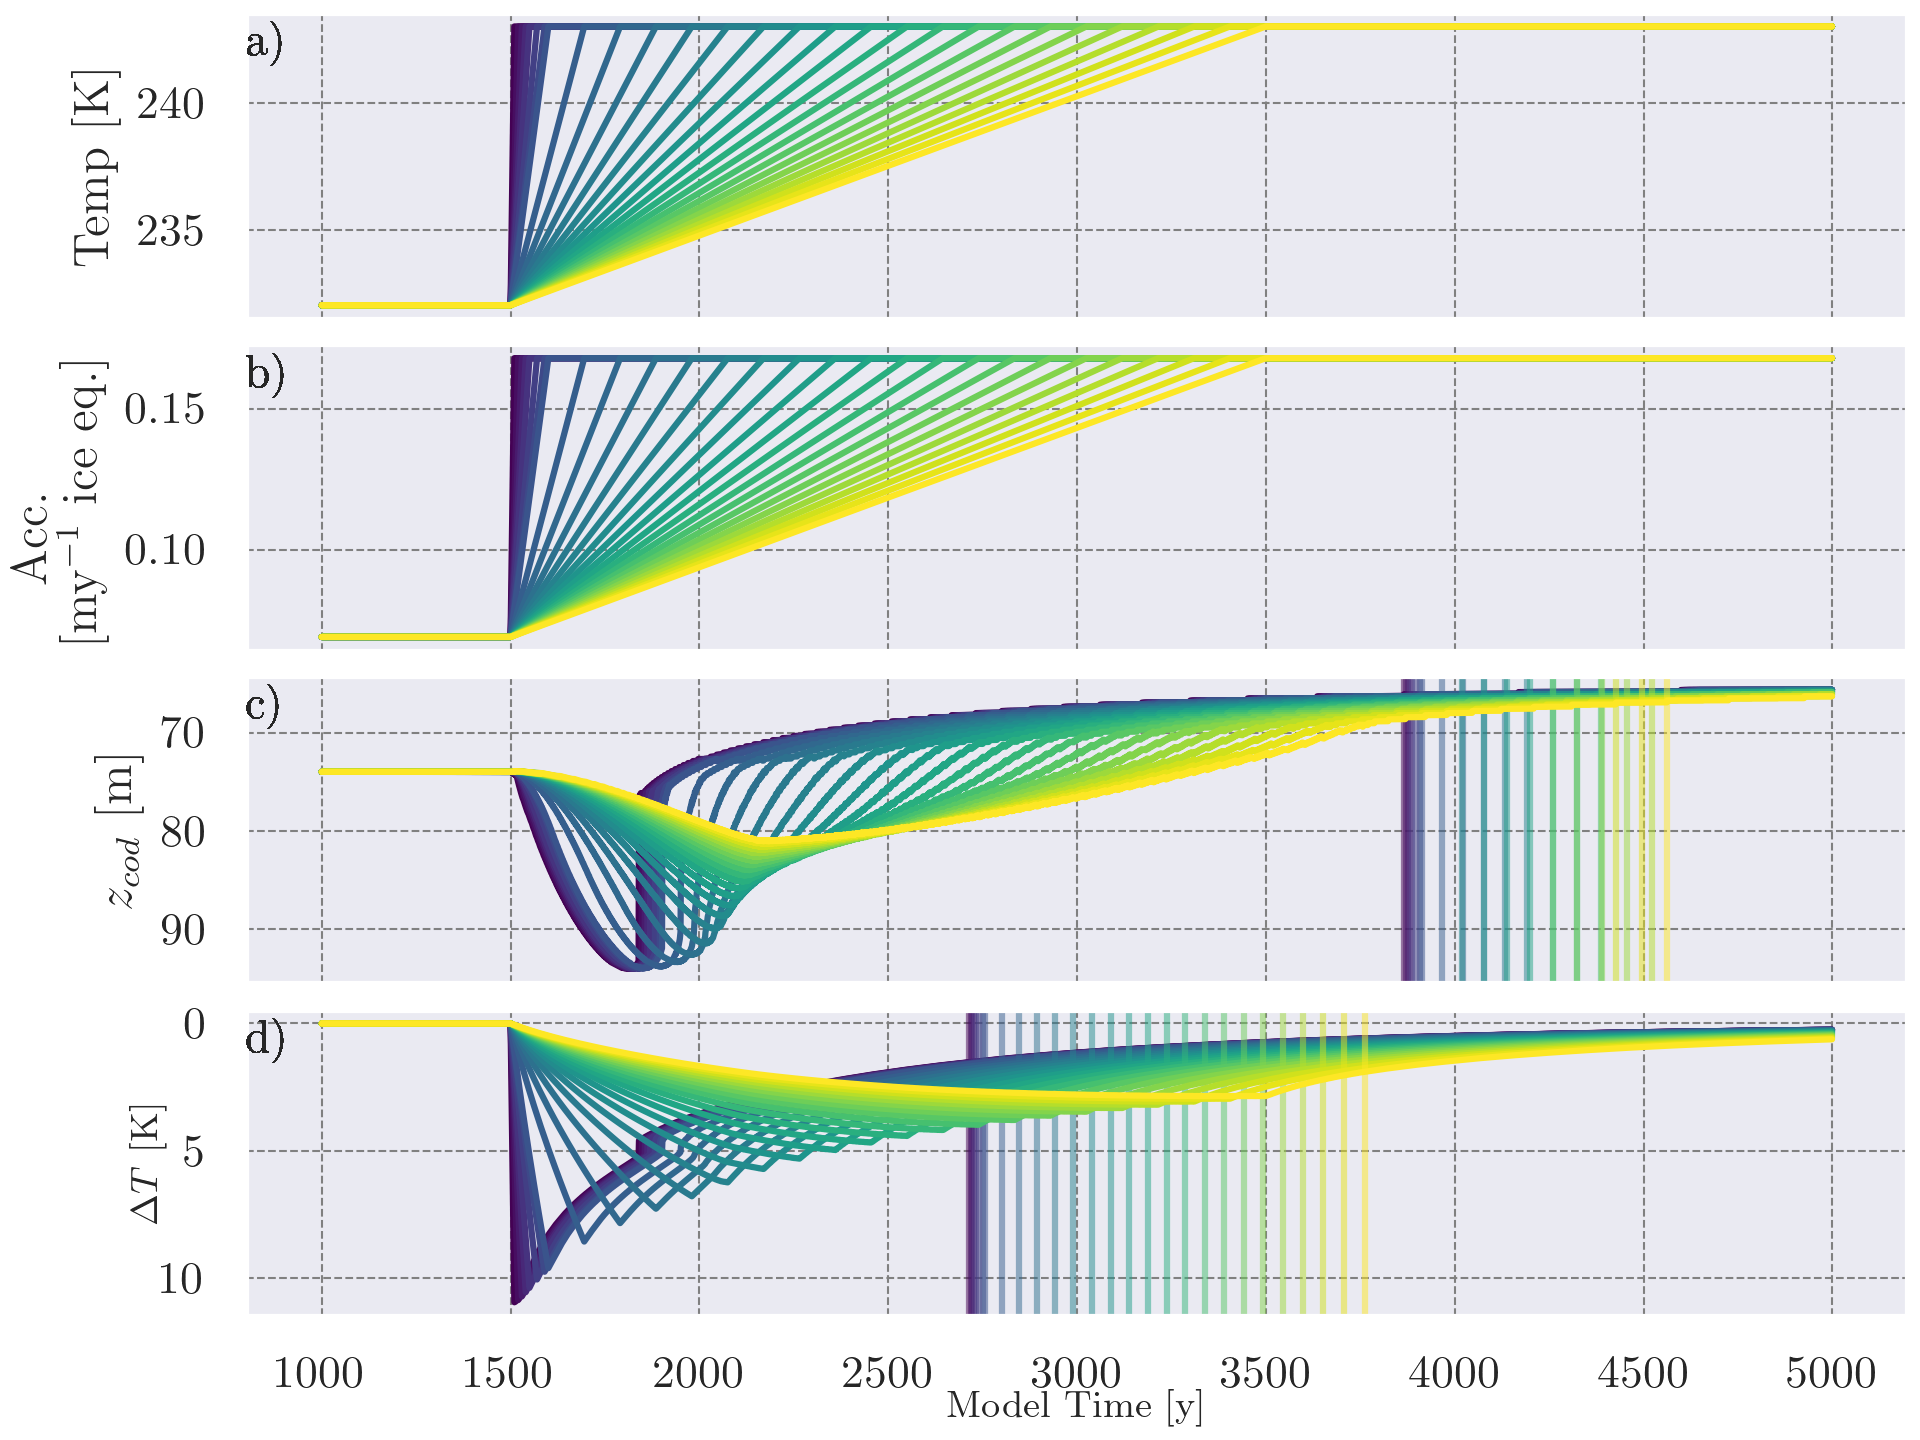 a)
Temp [K]
240
235
b)
Acc.
[my⁻¹ ice eq.]
0.15
0.10
c)
z_cod [m]
70
80
90
d)
ΔT [K]
0
5
10
1000 1500 2000 2500 3000 3500 4000 4500 5000
Model Time [y]